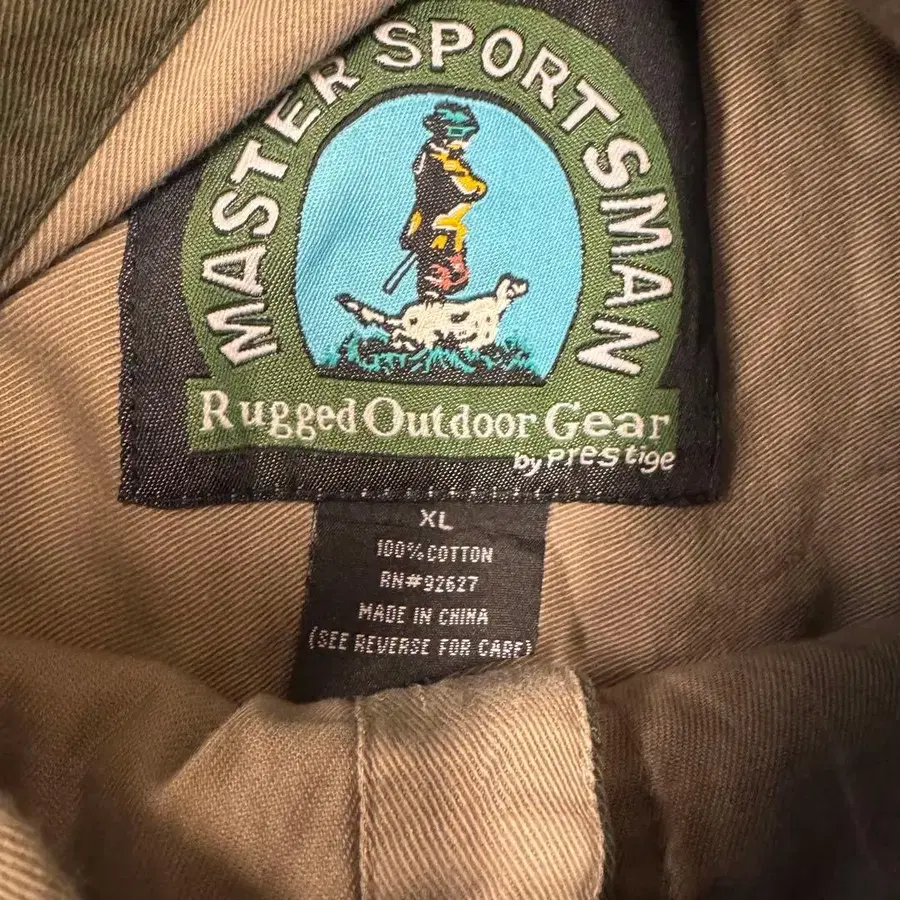 MASTER SPORTSMAN
Rugged Outdoor Gear
by Prestige
XL
100% COTTON
RN#92627
MADE IN CHINA
(SEE REVERSE FOR CARE)